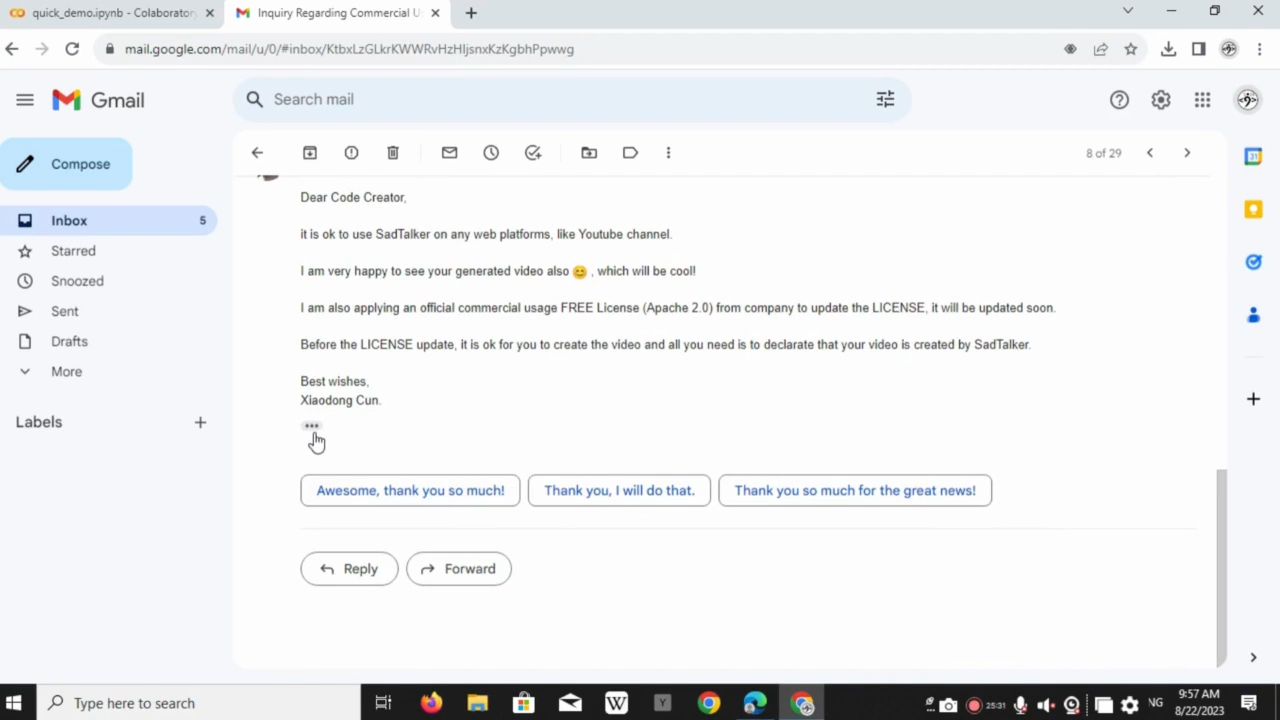 quick_demo.ipynb - Colaboratory
Inquiry Regarding Commercial U
mail.google.com/mail/u/0/#inbox/KtbxLzGLkrKWWRvHzHljsnxKzKgbhPpwwg
Gmail
Search mail
Compose
8 of 29
Inbox 5
Starred
Snoozed
Sent
Drafts
More
Labels
Dear Code Creator,
it is ok to use SadTalker on any web platforms, like Youtube channel.
I am very happy to see your generated video also 😊 , which will be cool!
I am also applying an official commercial usage FREE License (Apache 2.0) from company to update the LICENSE, it will be updated soon.
Before the LICENSE update, it is ok for you to create the video and all you need is to declare that your video is created by SadTalker.
Best wishes,
Xiaodong Cun.
Awesome, thank you so much!
Thank you, I will do that.
Thank you so much for the great news!
Reply
Forward
31
Type here to search
W
Y
25:31
NG
9:57 AM
8/22/2023